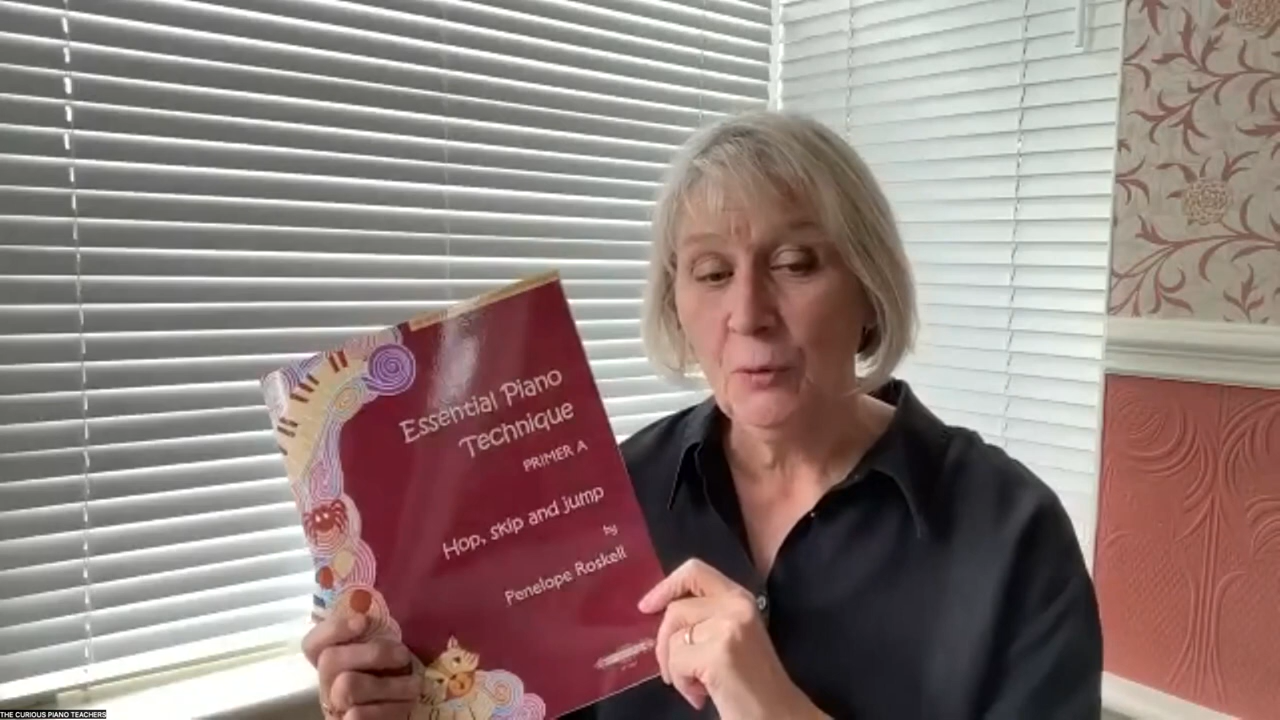 Essential Piano
Technique
PRIMER A
Hop, skip and jump
by
Penelope Roskell
THE CURIOUS PIANO TEACHERS